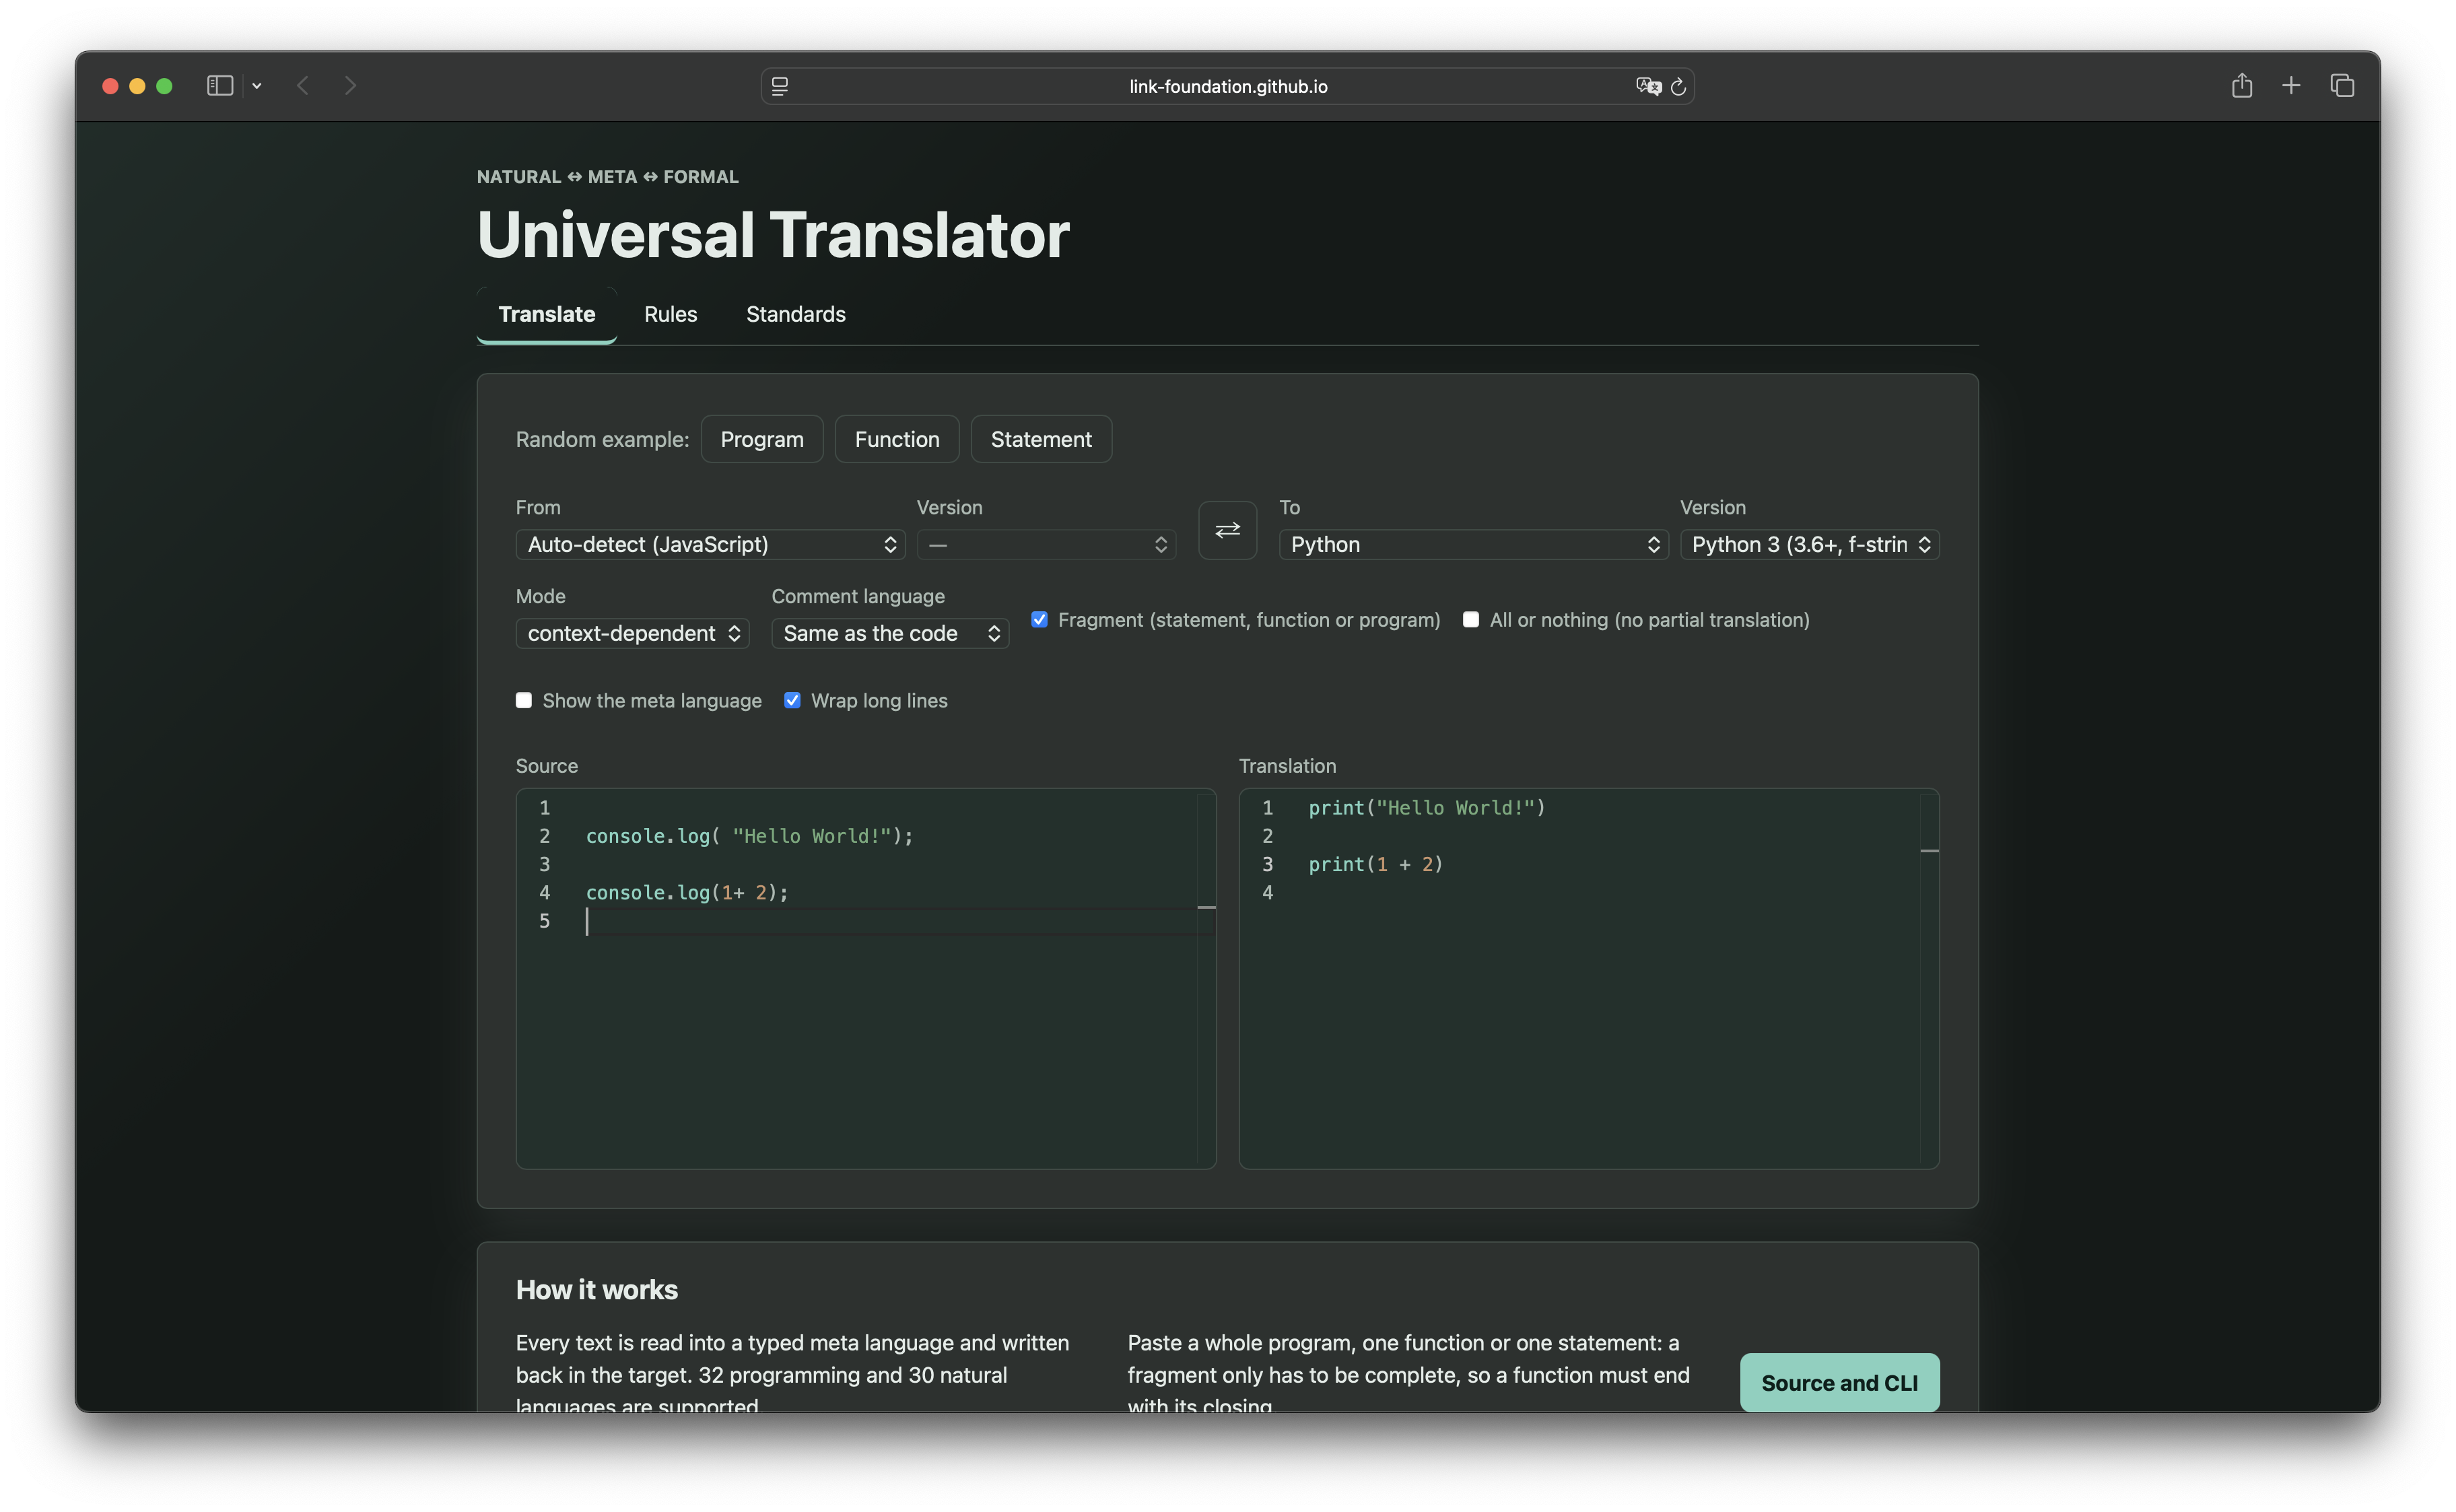 link-foundation.github.io
NATURAL ↔ META ↔ FORMAL
Universal Translator
Translate Rules Standards
Random example: Program Function Statement
From Version To Version
Auto-detect (JavaScript) — Python Python 3 (3.6+, f-strin
Mode Comment language
context-dependent Same as the code Fragment (statement, function or program) All or nothing (no partial translation)
Show the meta language Wrap long lines
Source
1
2 console.log( "Hello World!");
3
4 console.log(1+ 2);
5
Translation
1 print("Hello World!")
2
3 print(1 + 2)
4
How it works
Every text is read into a typed meta language and written
back in the target. 32 programming and 30 natural
languages are supported.
Paste a whole program, one function or one statement: a
fragment only has to be complete, so a function must end
with its closing.
Source and CLI